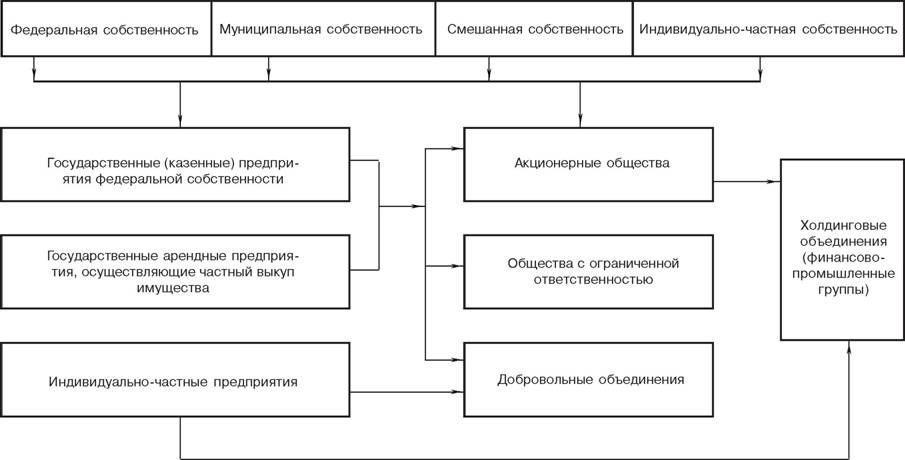 Федеральная собственность
Муниципальная собственность
Смешанная собственность
Индивидуально-частная собственность
Государственные (казенные) предпри-
ятия федеральной собственности
Акционерные общества
Холдинговые
объединения
(финансово-
промышленные
группы)
Государственные арендные предприя-
тия, осуществляющие частный выкуп
имущества
Общества с ограниченной
ответственностью
Индивидуально-частные предприятия
Добровольные объединения